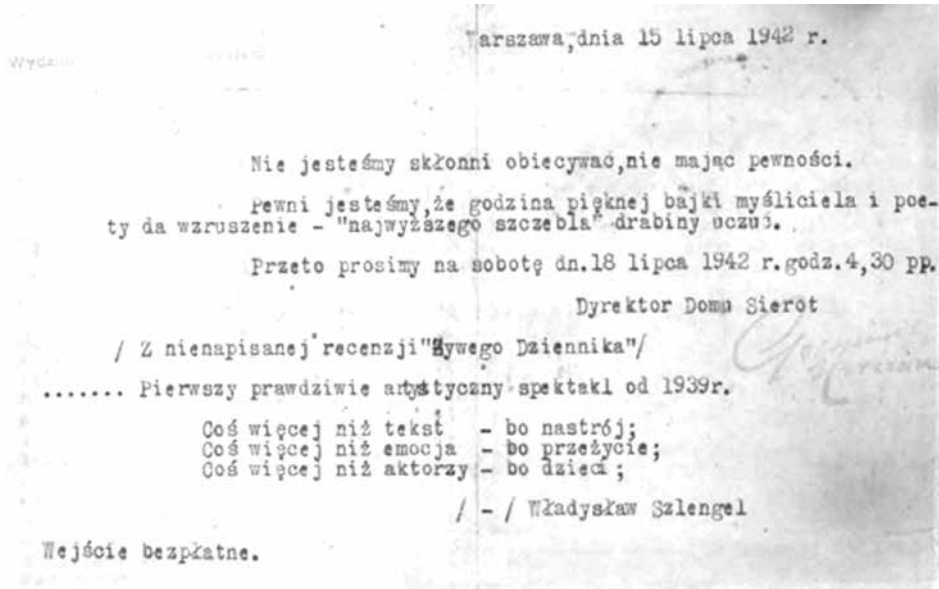 Warszawa,dnia 15 lipca 1942 r.
Nie jesteśmy skłonni obiecywać,nie mając pewności.
Pewni jesteśmy,że godzina pięknej bajki myśliciela i poe-
ty da wzruszenie - "najwyższego szczebla" drabiny uczuć.
Przeto prosimy na sobotę dn.18 lipca 1942 r.godz.4,30 pp.
Dyrektor Domu Sierot
/ Z nienapisanej recenzji"Żywego Dziennika"/
....... Pierwszy prawdziwie artystyczny spektakl od 1939r.
Coś więcej niż tekst - bo nastrój;
Coś więcej niż emocja - bo przeżycie;
Coś więcej niż aktorzy - bo dzieci;
/ - / Władysław Szlengel
Wejście bezpłatne.